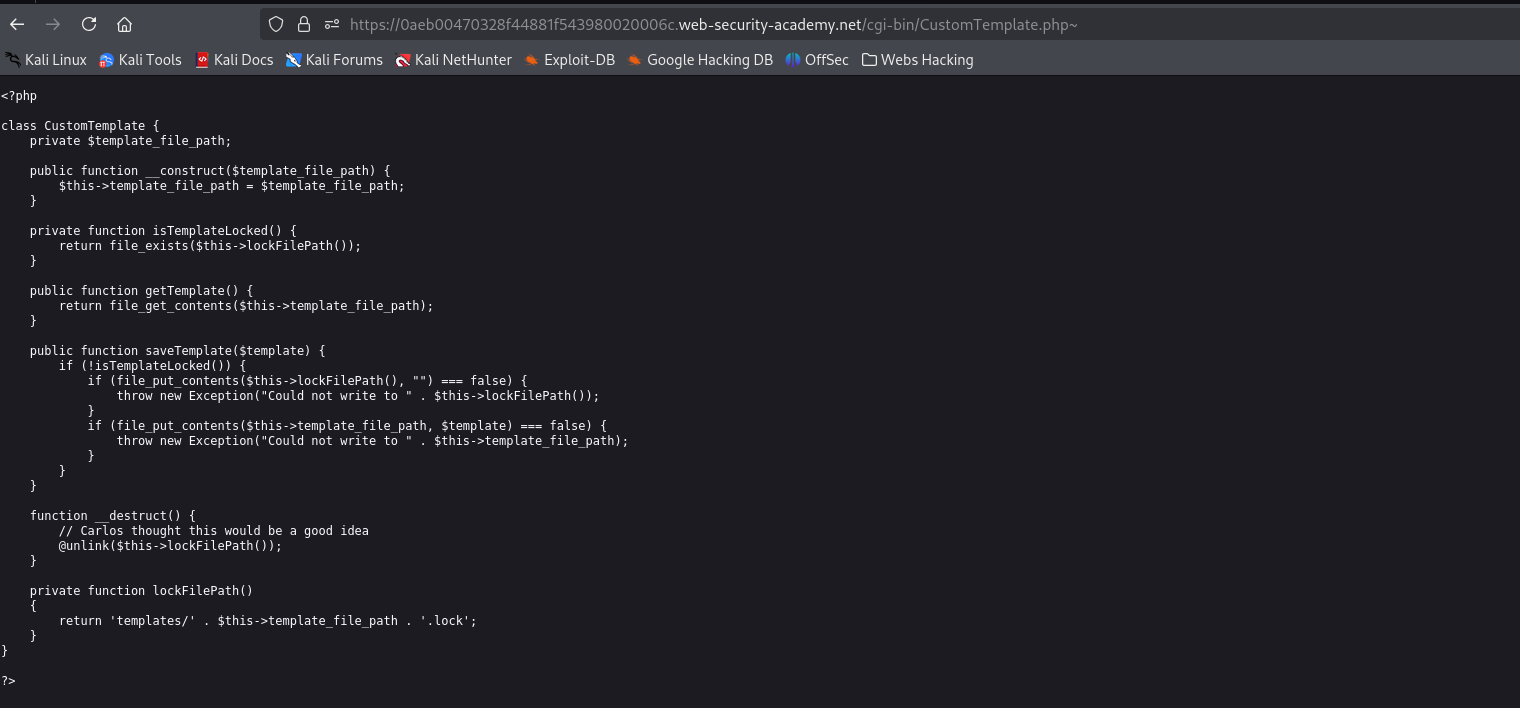 https://0aeb00470328f44881f543980020006c.web-security-academy.net/cgi-bin/CustomTemplate.php~
Kali Linux Kali Tools Kali Docs Kali Forums Kali NetHunter Exploit-DB Google Hacking DB OffSec Webs Hacking
<?php

class CustomTemplate {
    private $template_file_path;

    public function __construct($template_file_path) {
        $this->template_file_path = $template_file_path;
    }

    private function isTemplateLocked() {
        return file_exists($this->lockFilePath());
    }

    public function getTemplate() {
        return file_get_contents($this->template_file_path);
    }

    public function saveTemplate($template) {
        if (!isTemplateLocked()) {
            if (file_put_contents($this->lockFilePath(), "") === false) {
                throw new Exception("Could not write to " . $this->lockFilePath());
            }
            if (file_put_contents($this->template_file_path, $template) === false) {
                throw new Exception("Could not write to " . $this->template_file_path);
            }
        }
    }

    function __destruct() {
        // Carlos thought this would be a good idea
        @unlink($this->lockFilePath());
    }

    private function lockFilePath()
    {
        return 'templates/' . $this->template_file_path . '.lock';
    }
}

?>